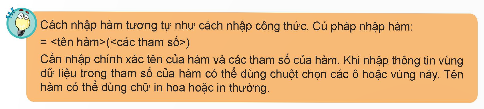 Cách nhập hàm tương tự như cách nhập công thức. Cú pháp nhập hàm:
= <tên hàm>(<các tham số>)
Cần nhập chính xác tên của hàm và các tham số của hàm. Khi nhập thông tin vùng
dữ liệu trong tham số của hàm có thể dùng chuột chọn các ô hoặc vùng này. Tên
hàm có thể dùng chữ in hoa hoặc in thường.